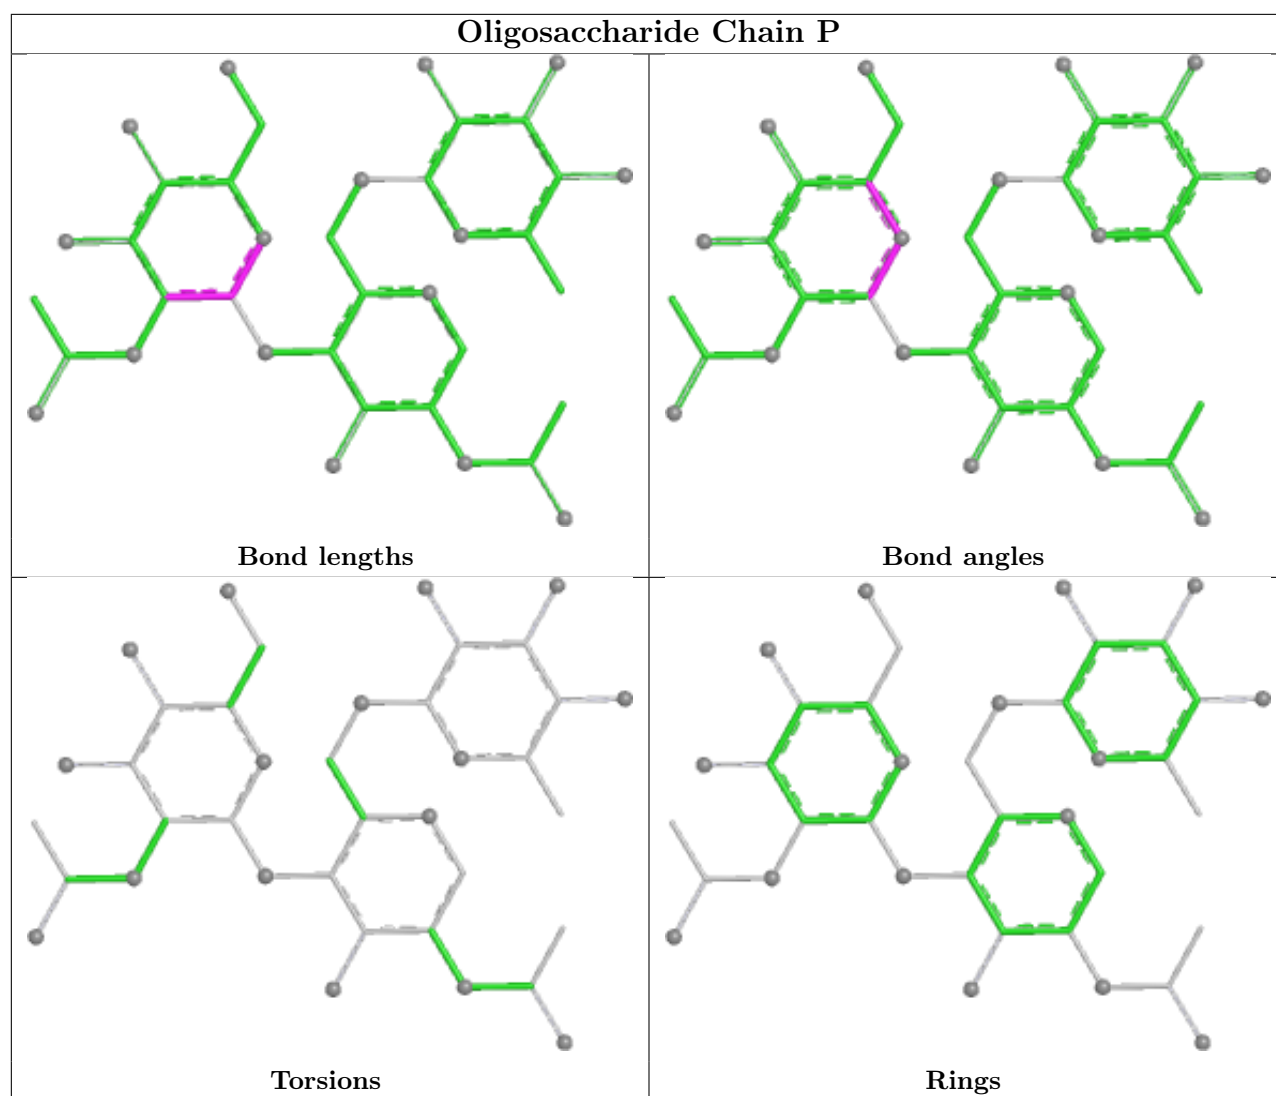 Oligosaccharide Chain P
Bond lengths
Bond angles
Torsions
Rings